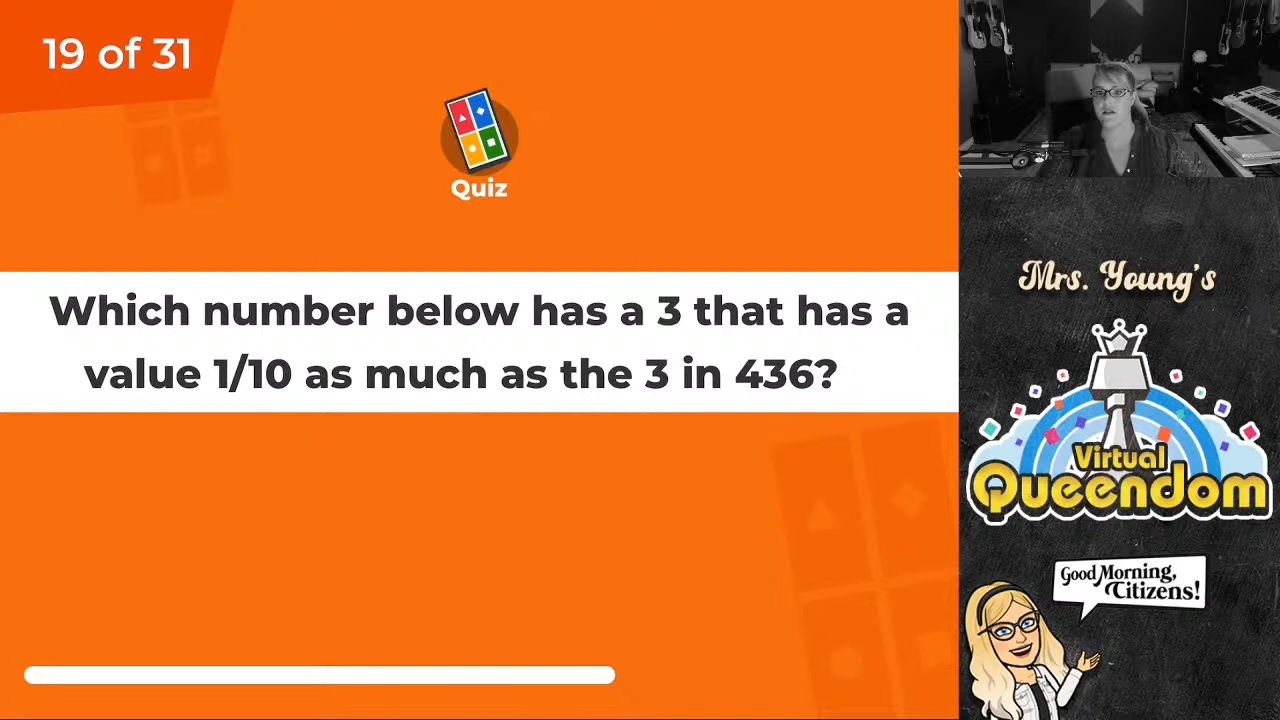 19 of 31
Quiz
Which number below has a 3 that has a
value 1/10 as much as the 3 in 436?
Mrs. Young's
Virtual
Queendom
Good Morning,
Citizens!